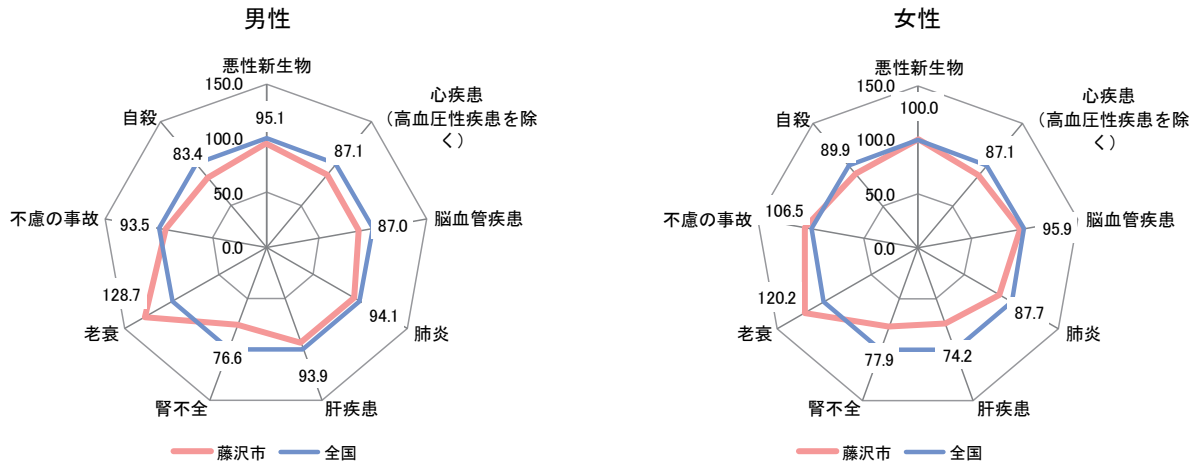 男性
悪性新生物
150.0
心疾患
（高血圧性疾患を除
く）
自殺
95.1
100.0
83.4
87.1
50.0
不慮の事故
93.5
脳血管疾患
87.0
0.0
128.7
老衰
94.1
肺炎
76.6
93.9
腎不全
肝疾患
藤沢市
全国
女性
悪性新生物
150.0
心疾患
（高血圧性疾患を除
く）
自殺
100.0
100.0
89.9
87.1
50.0
不慮の事故
106.5
脳血管疾患
95.9
0.0
120.2
老衰
87.7
肺炎
77.9
74.2
腎不全
肝疾患
藤沢市
全国